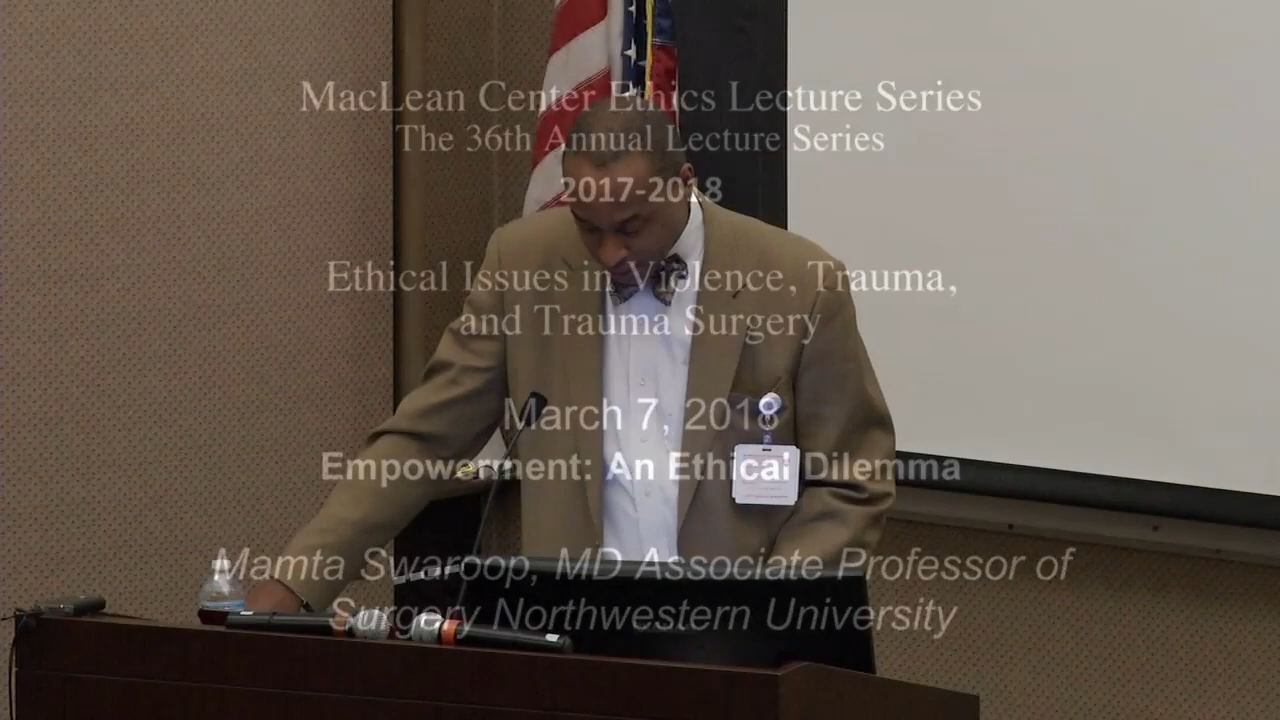 MacLean Center Ethics Lecture Series
The 36th Annual Lecture Series
2017-2018
Ethical Issues in Violence, Trauma,
and Trauma Surgery
March 7, 2018
Empowerment: An Ethical Dilemma
Mamta Swaroop, MD Associate Professor of
Surgery Northwestern University